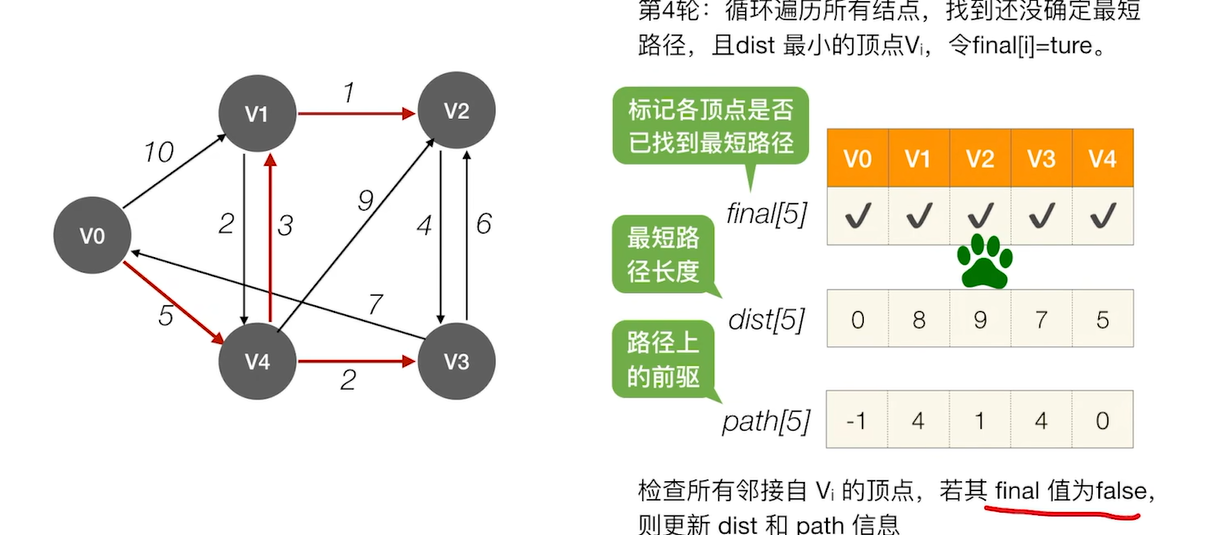 第4轮：循环遍历所有结点，找到还没确定最短
路径，且dist 最小的顶点Vᵢ，令final[i]=ture。
标记各顶点是否
已找到最短路径
V0 V1 V2 V3 V4
final[5] ✓ ✓ ✓ ✓ ✓
最短路
径长度
dist[5] 0 8 9 7 5
路径上
的前驱
path[5] -1 4 1 4 0
检查所有邻接自 Vᵢ 的顶点，若其 final 值为false，
则更新 dist 和 path 信息
V1
1
V2
10
V0
2
3
9
4
6
5
7
V4
2
V3